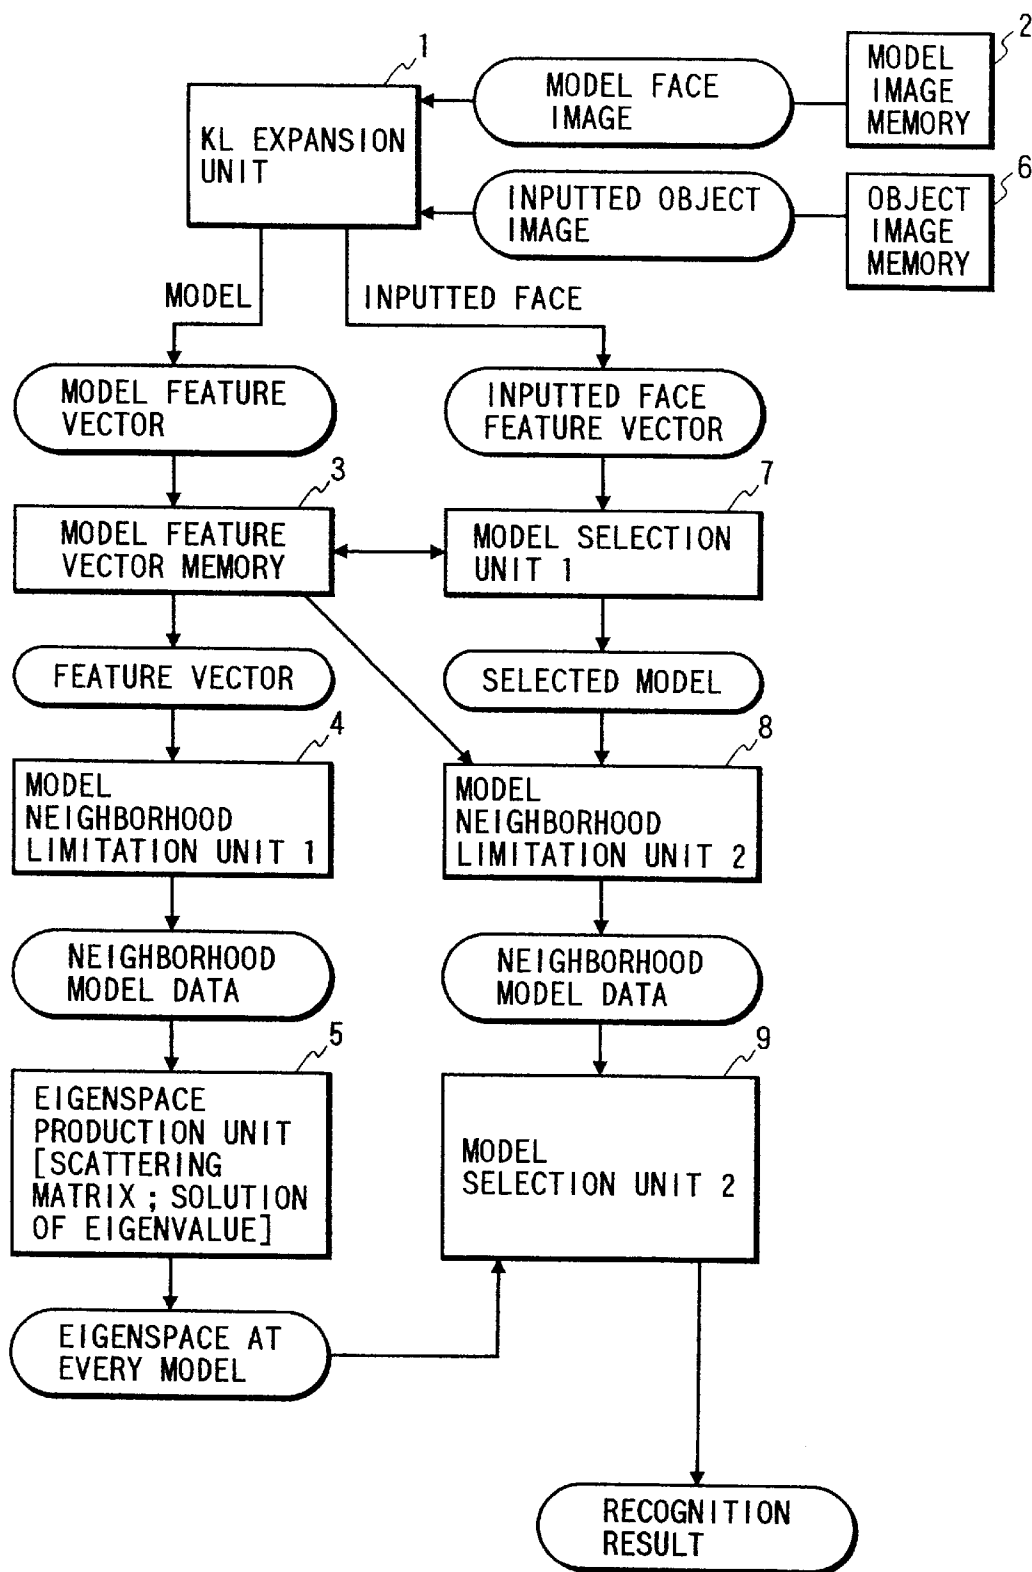 1
KL EXPANSION
UNIT
MODEL FACE
IMAGE
2
MODEL
IMAGE
MEMORY
INPUTTED OBJECT
IMAGE
6
OBJECT
IMAGE
MEMORY
MODEL
INPUTTED FACE
MODEL FEATURE
VECTOR
INPUTTED FACE
FEATURE VECTOR
3
MODEL FEATURE
VECTOR MEMORY
7
MODEL SELECTION
UNIT 1
FEATURE VECTOR
SELECTED MODEL
4
MODEL
NEIGHBORHOOD
LIMITATION UNIT 1
8
MODEL
NEIGHBORHOOD
LIMITATION UNIT 2
NEIGHBORHOOD
MODEL DATA
NEIGHBORHOOD
MODEL DATA
5
EIGENSPACE
PRODUCTION UNIT
[SCATTERING
MATRIX ; SOLUTION
OF EIGENVALUE]
9
MODEL
SELECTION UNIT 2
EIGENSPACE AT
EVERY MODEL
RECOGNITION
RESULT